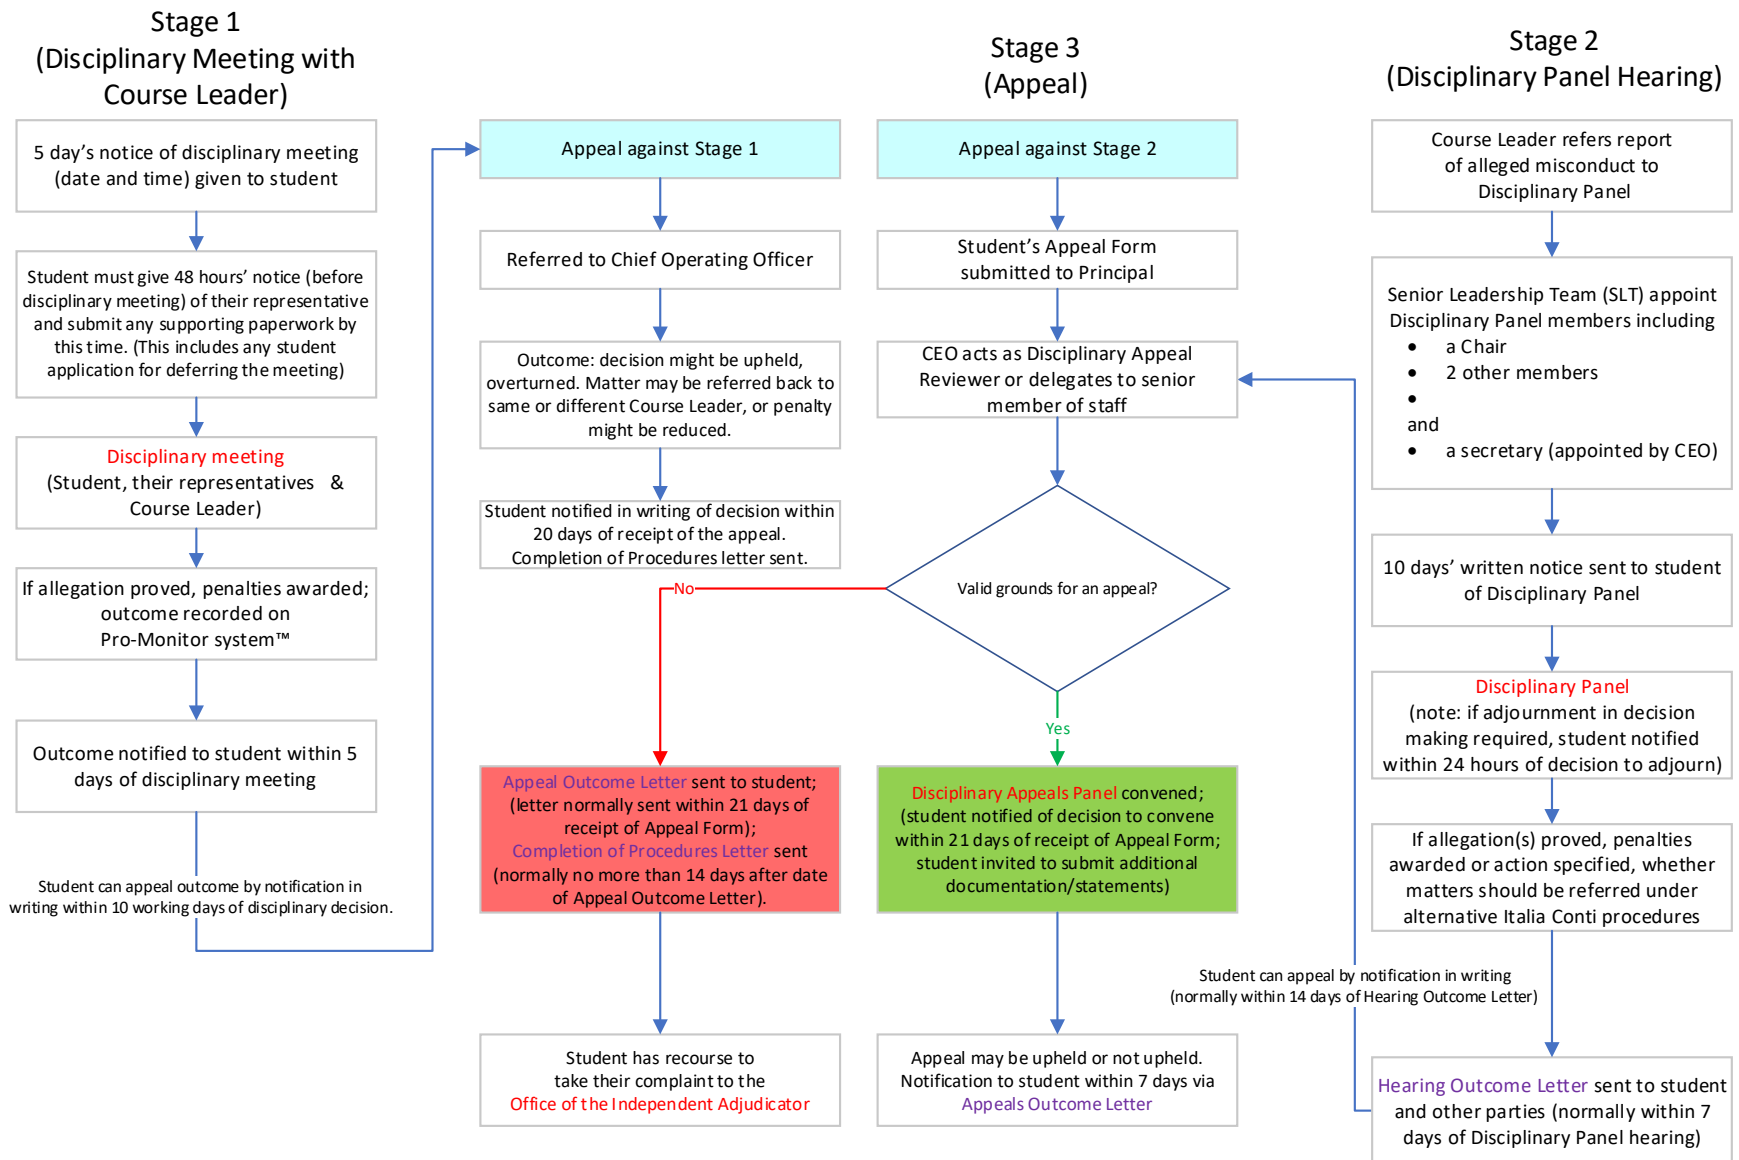 Stage 1
(Disciplinary Meeting with
Course Leader)
5 day's notice of disciplinary meeting
(date and time) given to student
Student must give 48 hours' notice (before
disciplinary meeting) of their representative
and submit any supporting paperwork by
this time. (This includes any student
application for deferring the meeting)
Disciplinary meeting
(Student, their representatives &
Course Leader)
If allegation proved, penalties awarded;
outcome recorded on
Pro-Monitor system™
Outcome notified to student within 5
days of disciplinary meeting
Student can appeal outcome by notification in
writing within 10 working days of disciplinary decision.
Stage 3
(Appeal)
Appeal against Stage 1
Referred to Chief Operating Officer
Outcome: decision might be upheld,
overturned. Matter may be referred back to
same or different Course Leader, or penalty
might be reduced.
Student notified in writing of decision within
20 days of receipt of the appeal.
Completion of Procedures letter sent.
Appeal against Stage 2
Student's Appeal Form
submitted to Principal
CEO acts as Disciplinary Appeal
Reviewer or delegates to senior
member of staff
Valid grounds for an appeal?
No
Yes
Appeal Outcome Letter sent to student;
(letter normally sent within 21 days of
receipt of Appeal Form);
Completion of Procedures Letter sent
(normally no more than 14 days after date
of Appeal Outcome Letter).
Student has recourse to
take their complaint to the
Office of the Independent Adjudicator
Disciplinary Appeals Panel convened;
(student notified of decision to convene
within 21 days of receipt of Appeal Form;
student invited to submit additional
documentation/statements)
Appeal may be upheld or not upheld.
Notification to student within 7 days via
Appeals Outcome Letter
Stage 2
(Disciplinary Panel Hearing)
Course Leader refers report
of alleged misconduct to
Disciplinary Panel
Senior Leadership Team (SLT) appoint
Disciplinary Panel members including
• a Chair
• 2 other members
•
and
• a secretary (appointed by CEO)
10 days' written notice sent to student
of Disciplinary Panel
Disciplinary Panel
(note: if adjournment in decision
making required, student notified
within 24 hours of decision to adjourn)
If allegation(s) proved, penalties
awarded or action specified, whether
matters should be referred under
alternative Italia Conti procedures
Student can appeal by notification in writing
(normally within 14 days of Hearing Outcome Letter)
Hearing Outcome Letter sent to student
and other parties (normally within 7
days of Disciplinary Panel hearing)